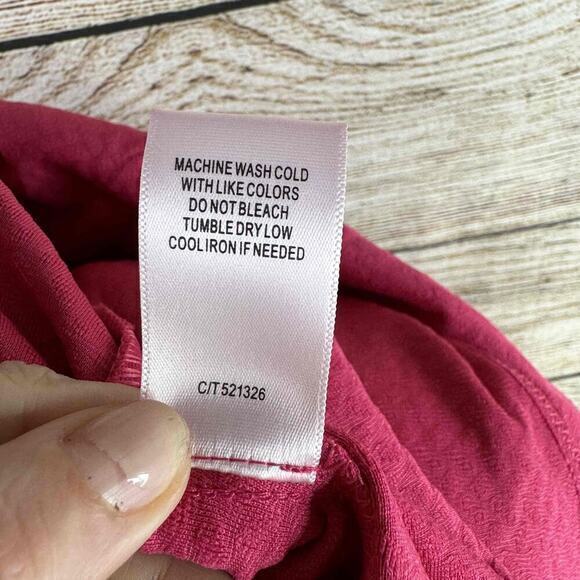 MACHINE WASH COLD
WITH LIKE COLORS
DO NOT BLEACH
TUMBLE DRY LOW
COOL IRON IF NEEDED
C/T 521326